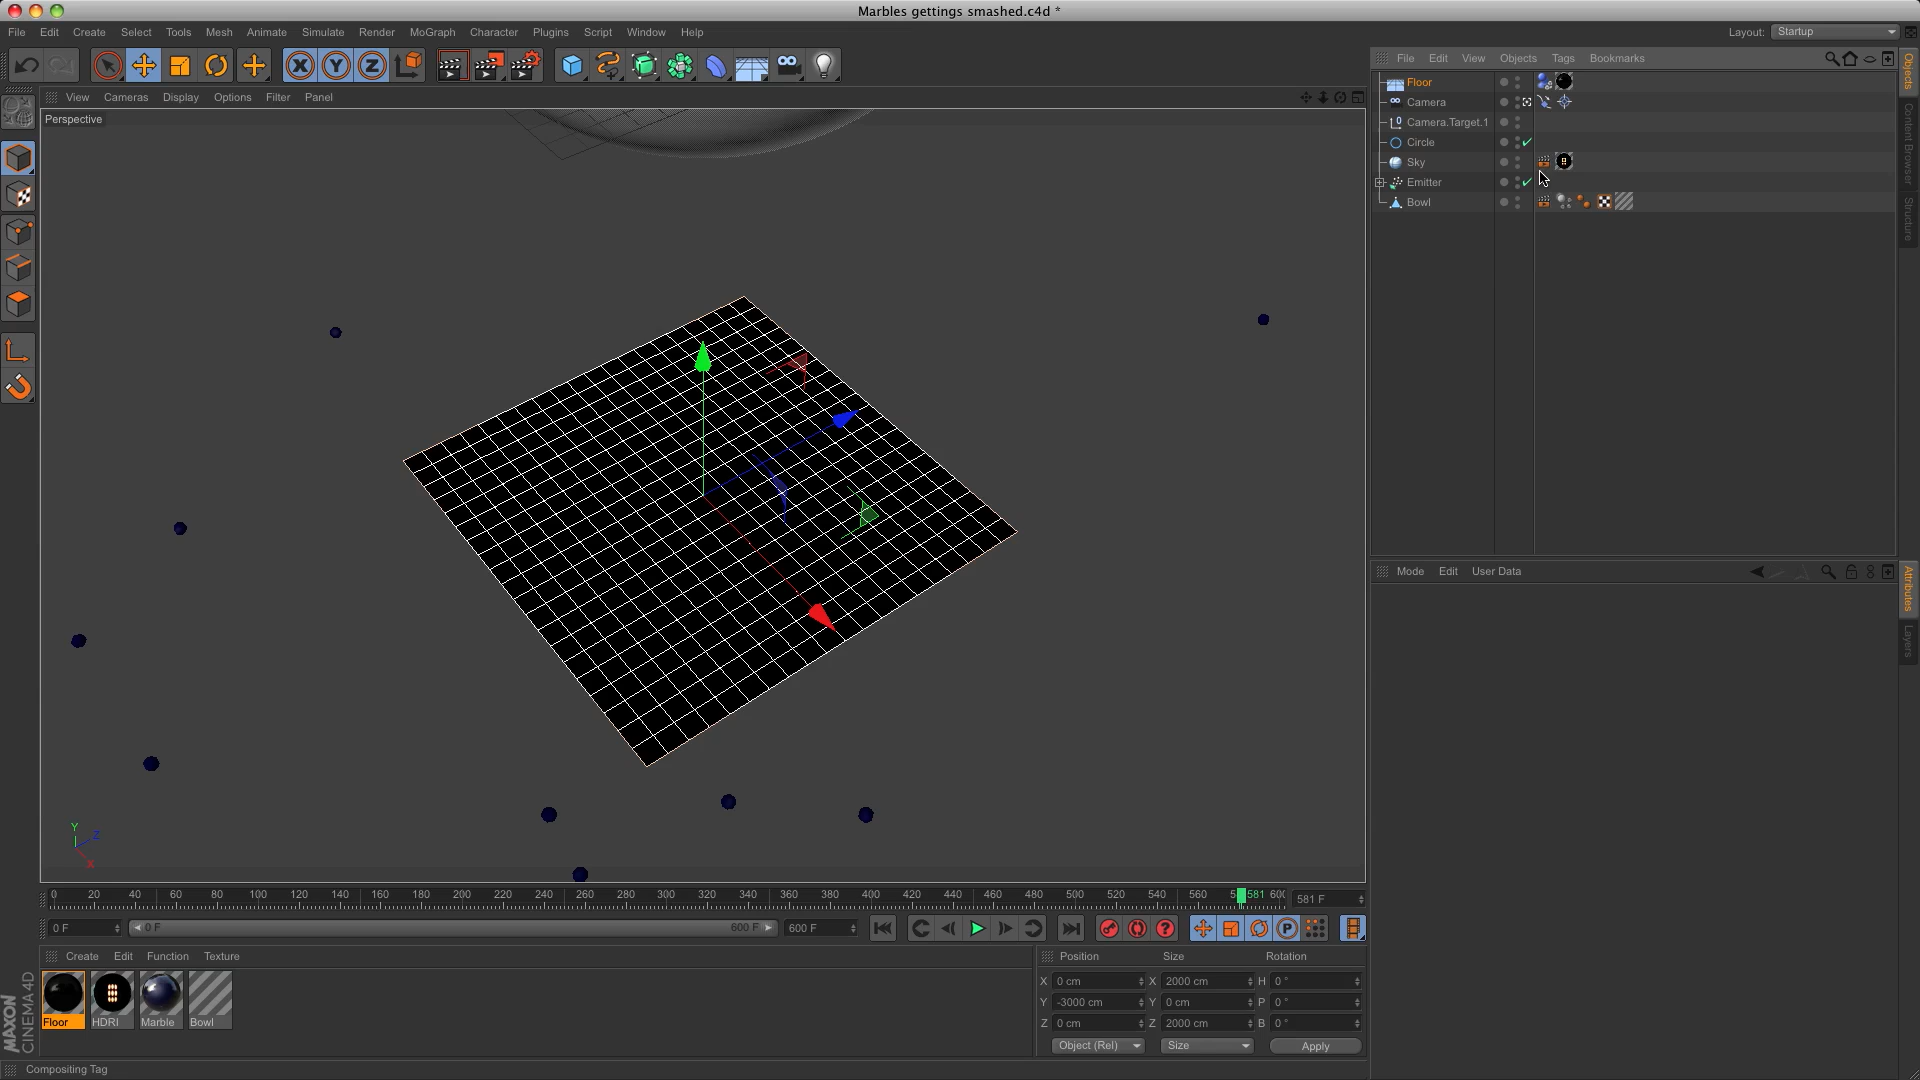 Marbles gettings smashed.c4d *
File Edit Create Select Tools Mesh Animate Simulate Render MoGraph Character Plugins Script Window Help
Layout: Startup
View Cameras Display Options Filter Panel
Perspective
File Edit View Objects Tags Bookmarks
Floor
Camera
Camera.Target.1
Circle
Sky
Emitter
Bowl
Objects
Content Browser
Structure
Mode Edit User Data
Attributes
Layers
X Y Z
Y
Z
X
0 20 40 60 80 100 120 140 160 180 200 220 240 260 280 300 320 340 360 380 400 420 440 460 480 500 520 540 560 581 600 581 F
0 F 0 F 600 F 600 F
P
Create Edit Function Texture
Floor HDRI Marble Bowl
Position Size Rotation
X 0 cm X 2000 cm H 0 °
Y -3000 cm Y 0 cm P 0 °
Z 0 cm Z 2000 cm B 0 °
Object (Rel) Size Apply
MAXON
CINEMA 4D
Compositing Tag